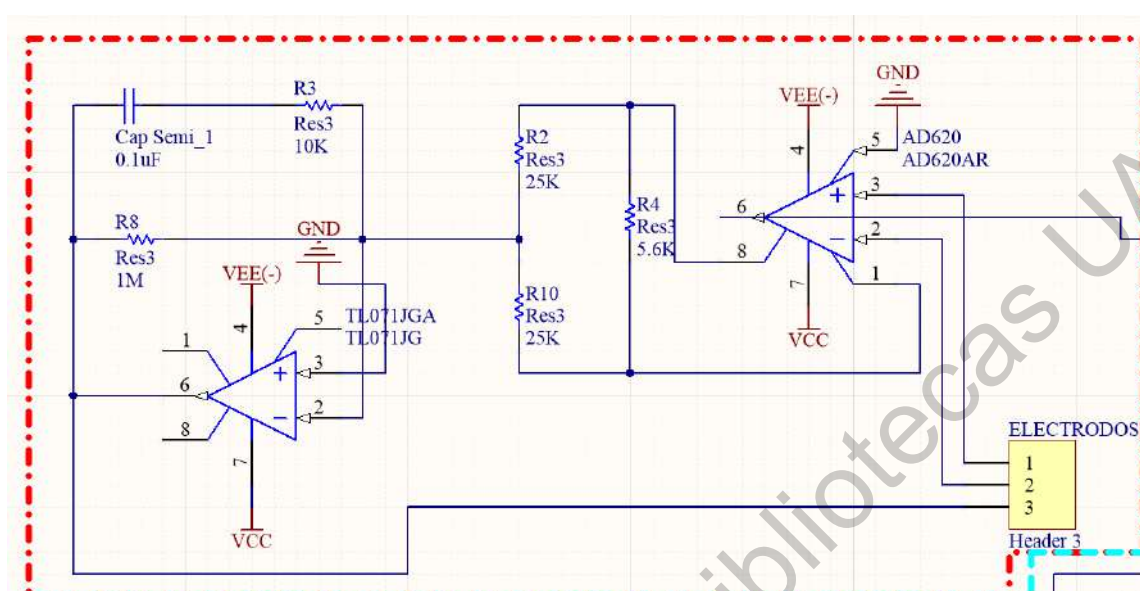 R3
Res3
10K
Cap Semi_1
0.1uF
R8
Res3
1M
GND
VEE(-)
4
5
TL071JGA
TL071JG
1
3
+
6
2
−
8
7
VCC
R2
Res3
25K
R4
Res3
5.6K
R10
Res3
25K
GND
VEE(-)
4
5
AD620
AD620AR
3
+
6
2
−
8
1
7
VCC
ELECTRODOS
1
2
3
Header 3
bibliotecas UA